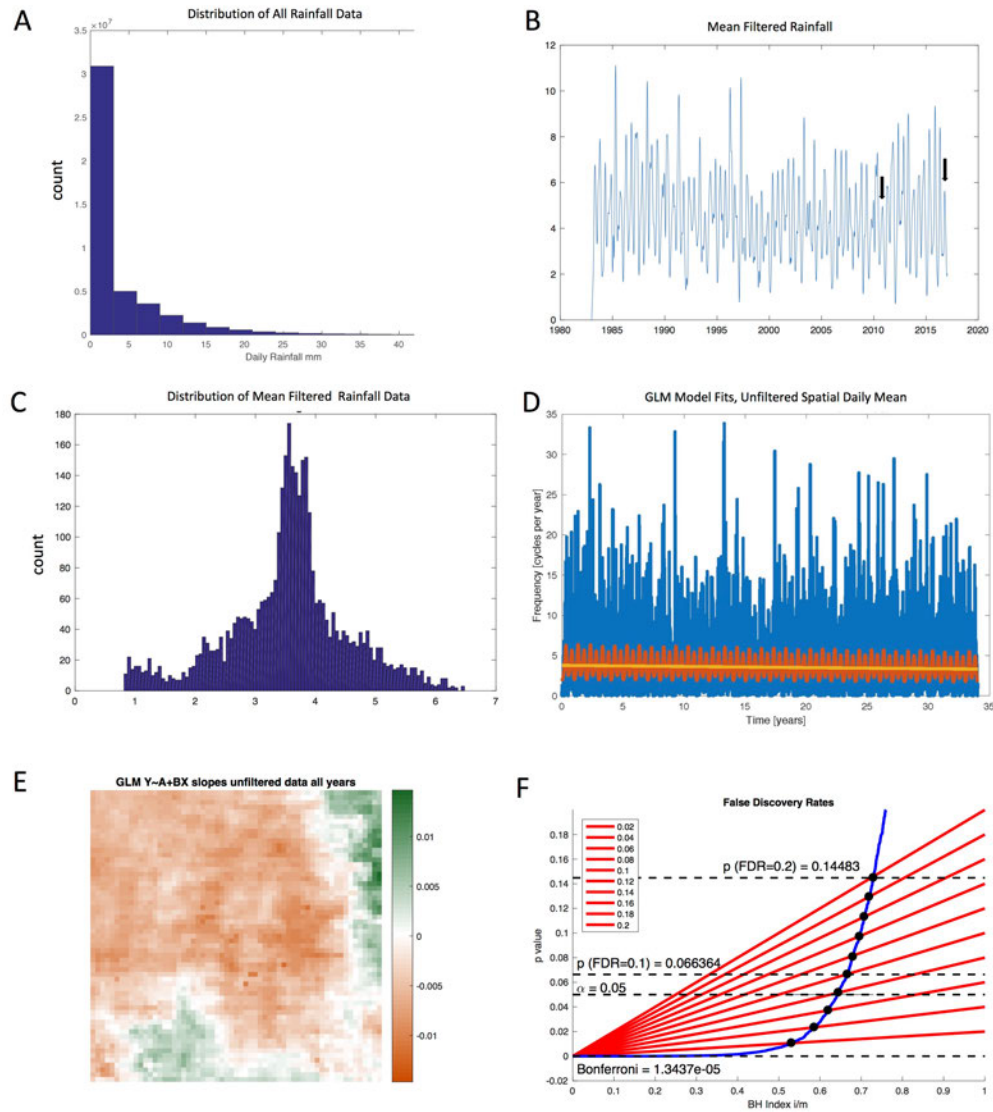 A
Distribution of All Rainfall Data
×10⁷
3.5
3
2.5
2
1.5
1
0.5
0
count
0 5 10 15 20 25 30 35 40
Daily Rainfall mm
B
Mean Filtered Rainfall
12
10
8
6
4
2
0
1980 1985 1990 1995 2000 2005 2010 2015 2020
C
Distribution of Mean Filtered Rainfall Data
180
160
140
120
100
80
60
40
20
0
count
0 1 2 3 4 5 6 7
D
GLM Model Fits, Unfiltered Spatial Daily Mean
35
30
25
20
15
10
5
0
Frequency [cycles per year]
0 5 10 15 20 25 30 35
Time [years]
E
GLM Y~A+BX slopes unfiltered data all years
0.01
0.005
0
-0.005
-0.01
F
False Discovery Rates
0.18
0.16
0.14
0.12
0.10
0.08
0.06
0.04
0.02
0
-0.02
p value
0.02
0.04
0.06
0.08
0.1
0.12
0.14
0.16
0.18
0.2
p (FDR=0.2) = 0.14483
p (FDR=0.1) = 0.066364
α = 0.05
Bonferroni = 1.3437e-05
0 0.1 0.2 0.3 0.4 0.5 0.6 0.7 0.8 0.9 1
BH Index i/m